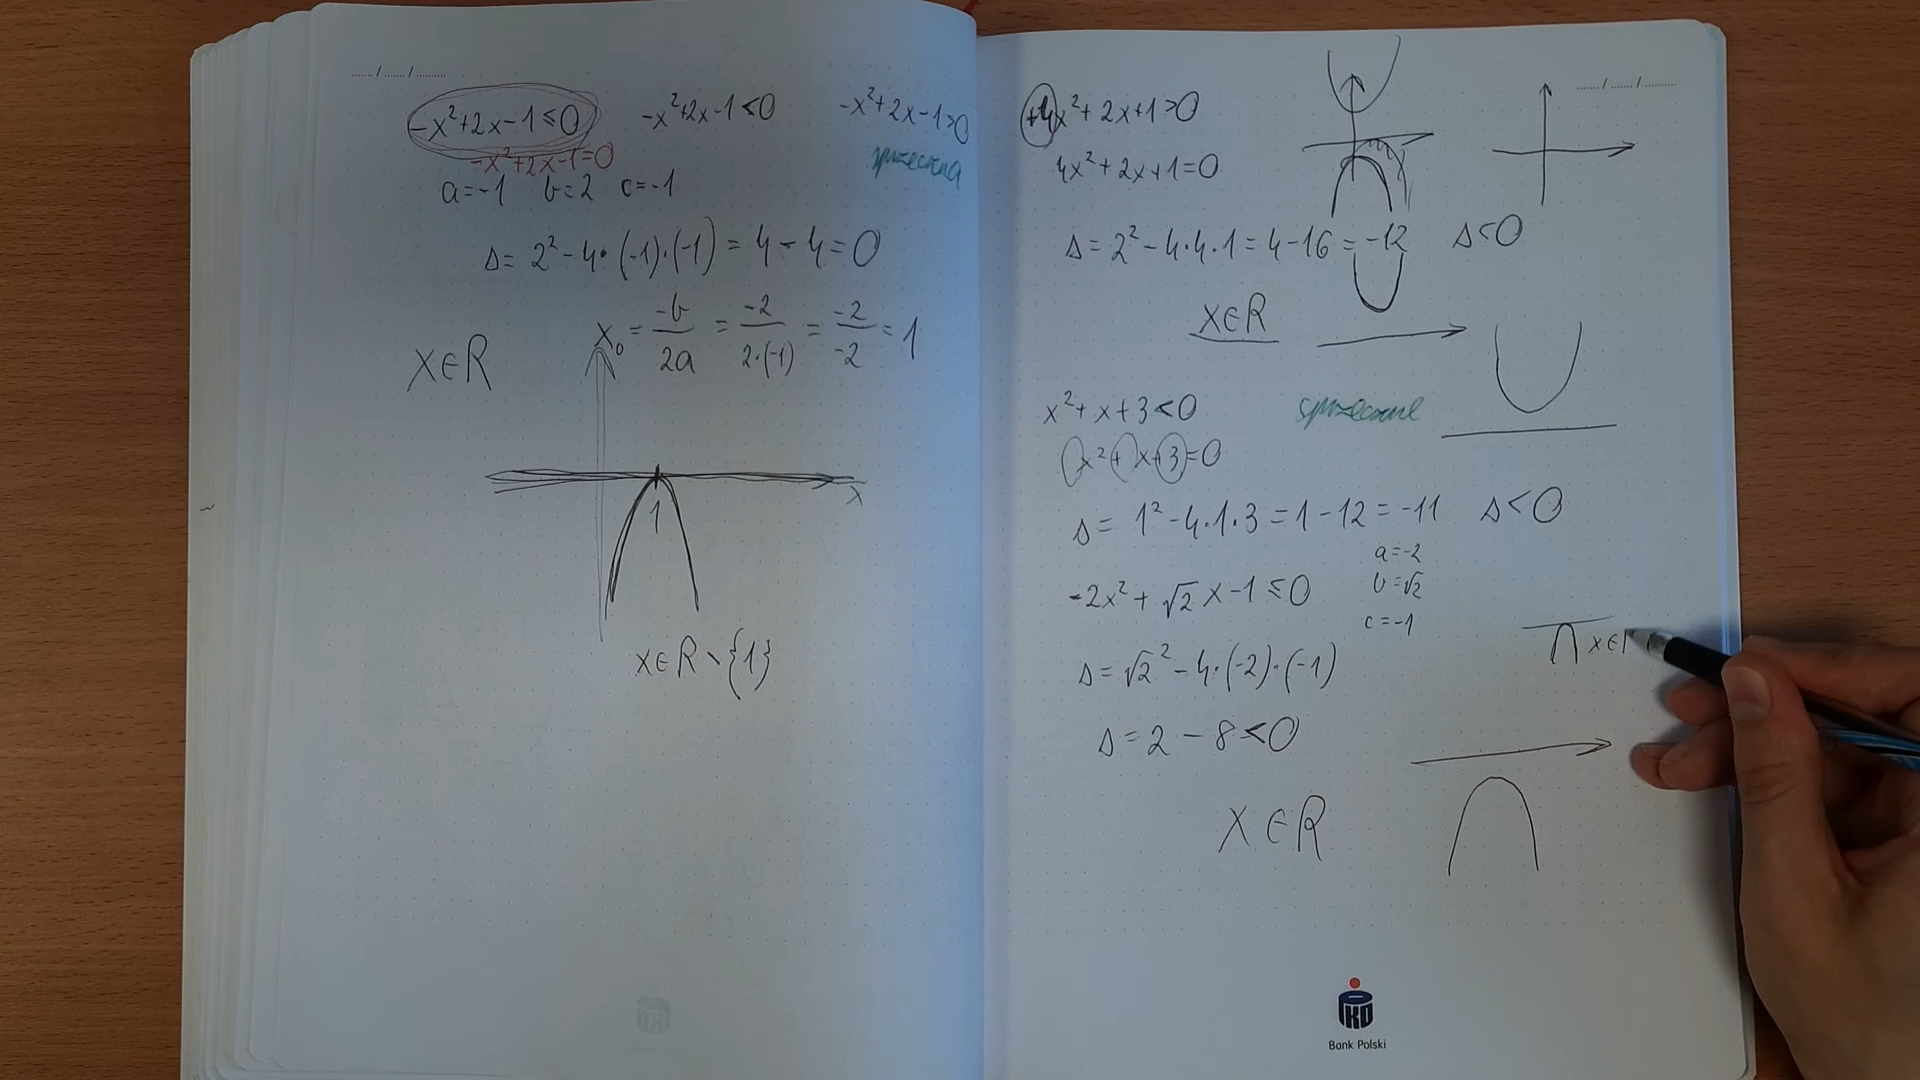 ....... / ....... / ..........
-x²+2x-1≤0
-x²+2x-1<0
-x²+2x-1>0
-x²+2x-1=0
sprzeczna
a=-1 b=2 c=-1
Δ= 2²-4·(-1)·(-1) = 4-4=0
x₀ = -b/2a = -2/2·(-1) = -2/-2 = 1
X∈R
x
1
x∈R\{1}
....... / ....... / ..........
+4x²+2x+1>0
4x²+2x+1=0
Δ=2²-4·4·1=4-16=-12 Δ<0
X∈R
x²+x+3<0 sprzeczne
x²+x+3=0
Δ= 1²-4·1·3=1-12=-11 Δ<0
a=-2
-2x²+√2x-1≤0 b=√2
c=-1
Δ=√2²-4·(-2)·(-1)
x∈
Δ=2-8<0
X∈R
Bank Polski